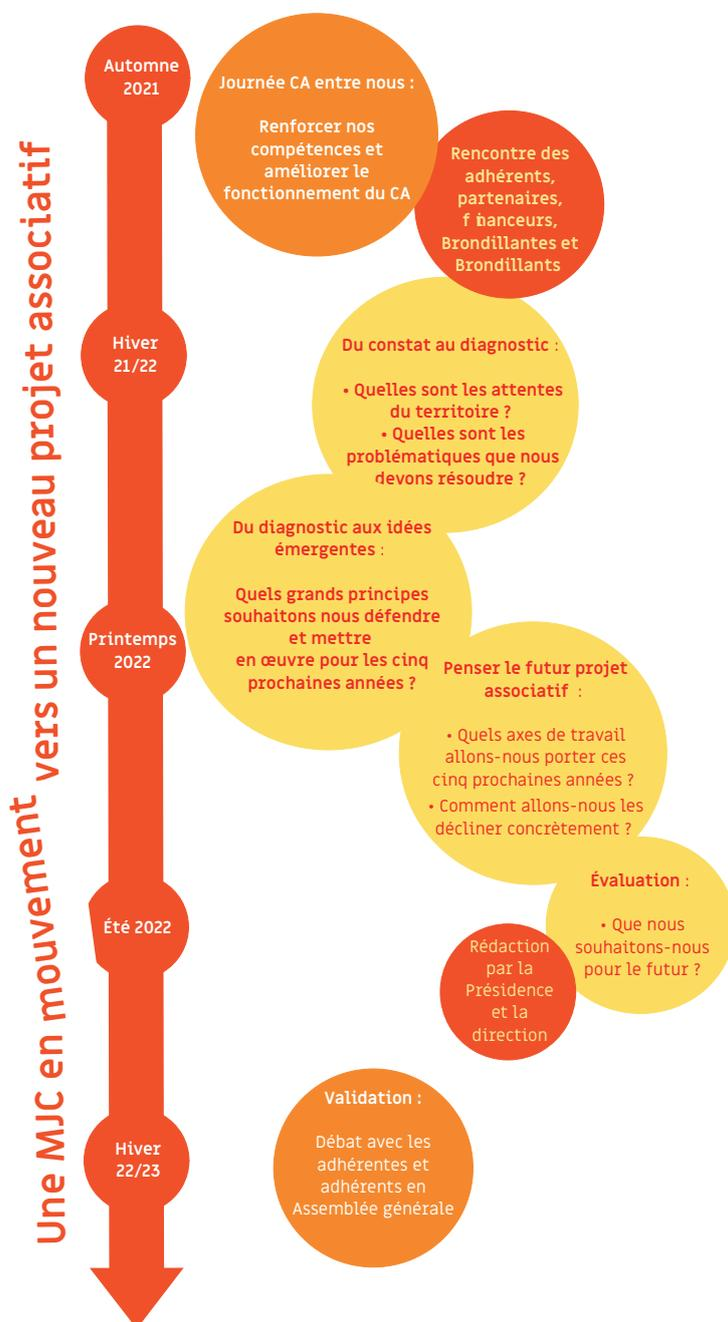 Une MJC en mouvement vers un nouveau projet associatif
Automne
2021
Journée CA entre nous :
Renforcer nos
compétences et
améliorer le
fonctionnement du CA
Rencontre des
adhérents,
partenaires,
financeurs,
Brondillantes et
Brondillants
Hiver
21/22
Du constat au diagnostic :
• Quelles sont les attentes
du territoire ?
• Quelles sont les
problématiques que nous
devons résoudre ?
Du diagnostic aux idées
émergentes :
Quels grands principes
souhaitons nous défendre
et mettre
en œuvre pour les cinq
prochaines années ?
Printemps
2022
Penser le futur projet
associatif :
• Quels axes de travail
allons-nous porter ces
cinq prochaines années ?
• Comment allons-nous les
décliner concrètement ?
Évaluation :
• Que nous
souhaitons-nous
pour le futur ?
Été 2022
Rédaction
par la
Présidence
et la
direction
Validation :
Débat avec les
adhérentes et
adhérents en
Assemblée générale
Hiver
22/23